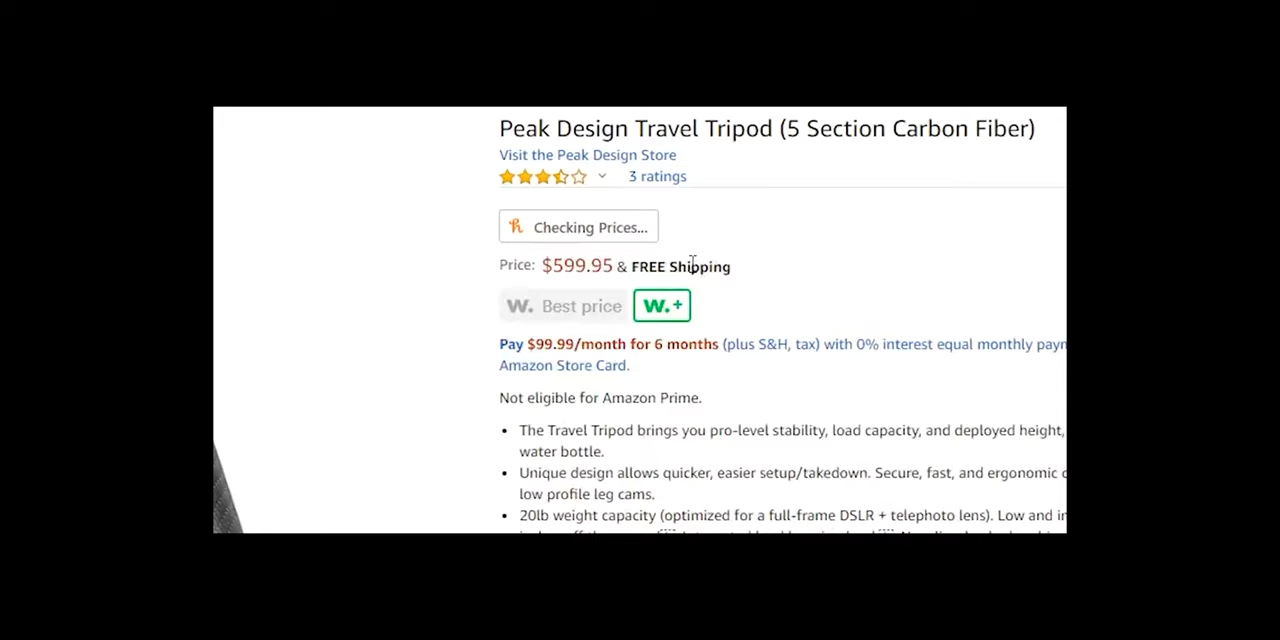 Peak Design Travel Tripod (5 Section Carbon Fiber)
Visit the Peak Design Store
3 ratings
Checking Prices...
Price: $599.95 & FREE Shipping
w. Best price w.+
Pay $99.99/month for 6 months (plus S&H, tax) with 0% interest equal monthly
Amazon Store Card.
Not eligible for Amazon Prime.
• The Travel Tripod brings you pro-level stability, load capacity, and deployed height,
water bottle.
• Unique design allows quicker, easier setup/takedown. Secure, fast, and ergonomic
low profile leg cams.
• 20lb weight capacity (optimized for a full-frame DSLR + telephoto lens). Low and